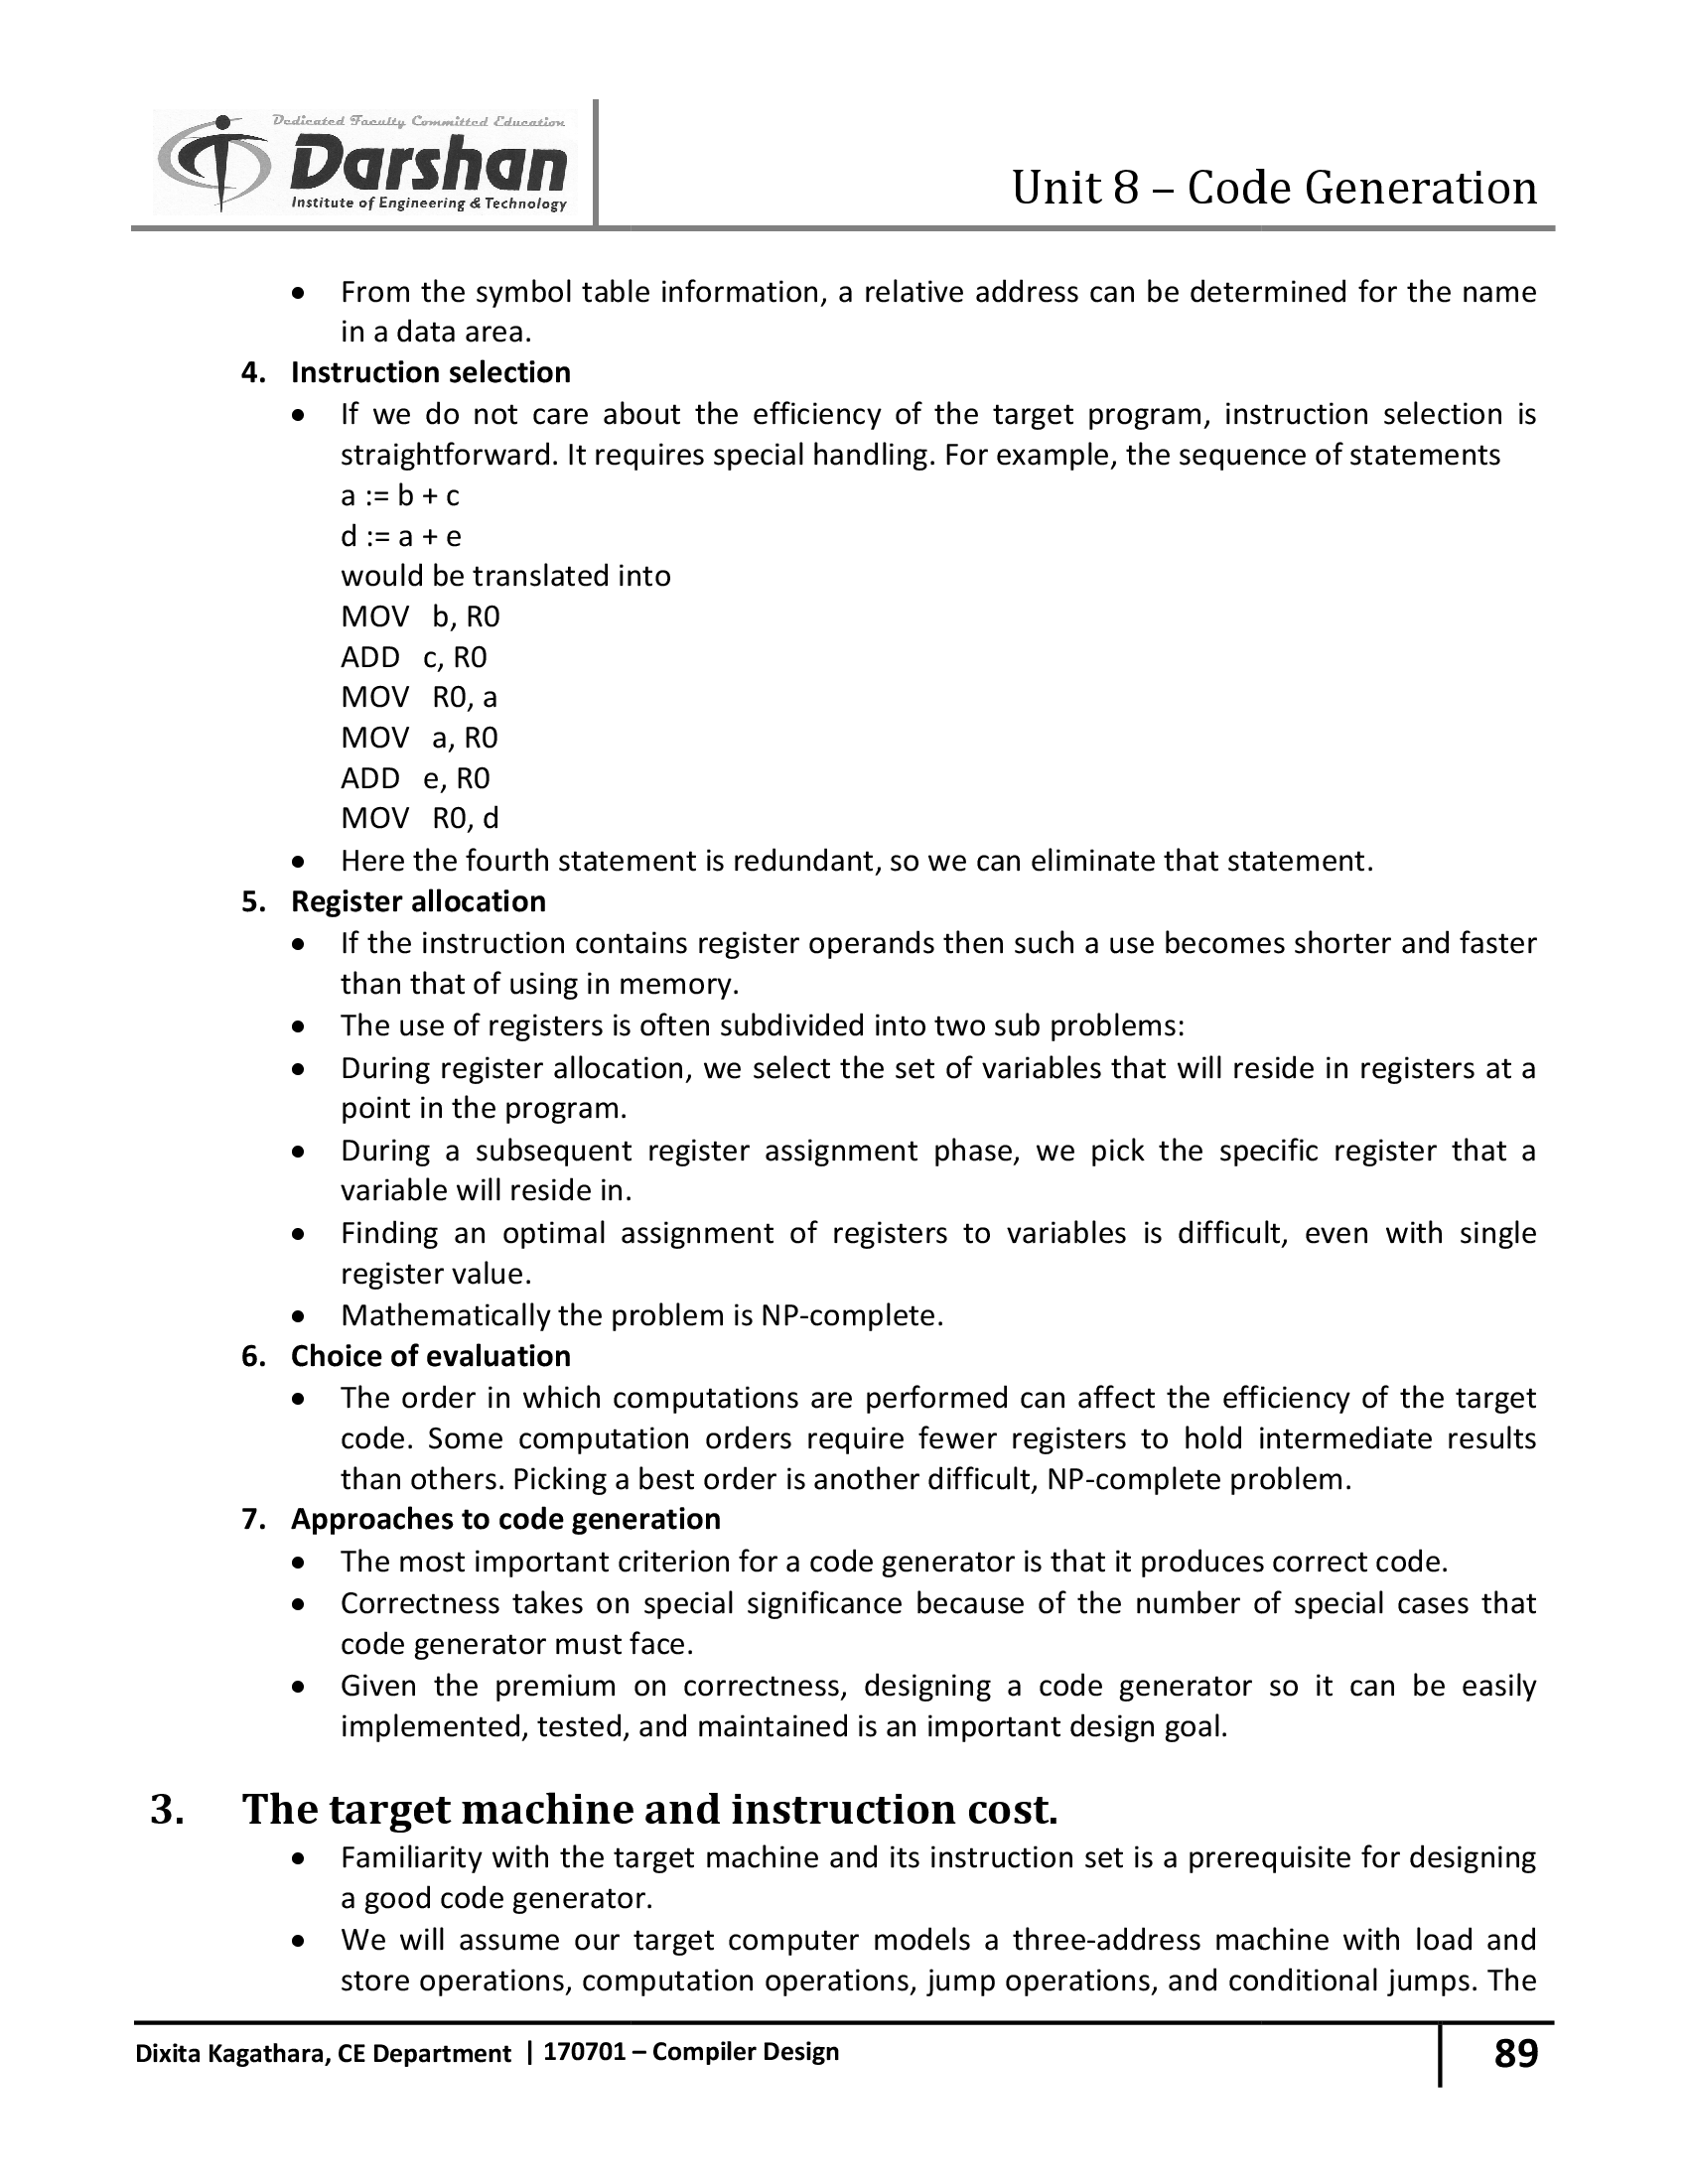 Dedicated Faculty Committed Education
Darshan
Institute of Engineering & Technology
Unit 8 – Code Generation
• From the symbol table information, a relative address can be determined for the name
in a data area.
4. Instruction selection
• If we do not care about the efficiency of the target program, instruction selection is
straightforward. It requires special handling. For example, the sequence of statements
a := b + c
d := a + e
would be translated into
MOV b, R0
ADD c, R0
MOV R0, a
MOV a, R0
ADD e, R0
MOV R0, d
• Here the fourth statement is redundant, so we can eliminate that statement.
5. Register allocation
• If the instruction contains register operands then such a use becomes shorter and faster
than that of using in memory.
• The use of registers is often subdivided into two sub problems:
• During register allocation, we select the set of variables that will reside in registers at a
point in the program.
• During a subsequent register assignment phase, we pick the specific register that a
variable will reside in.
• Finding an optimal assignment of registers to variables is difficult, even with single
register value.
• Mathematically the problem is NP-complete.
6. Choice of evaluation
• The order in which computations are performed can affect the efficiency of the target
code. Some computation orders require fewer registers to hold intermediate results
than others. Picking a best order is another difficult, NP-complete problem.
7. Approaches to code generation
• The most important criterion for a code generator is that it produces correct code.
• Correctness takes on special significance because of the number of special cases that
code generator must face.
• Given the premium on correctness, designing a code generator so it can be easily
implemented, tested, and maintained is an important design goal.
3. The target machine and instruction cost.
• Familiarity with the target machine and its instruction set is a prerequisite for designing
a good code generator.
• We will assume our target computer models a three-address machine with load and
store operations, computation operations, jump operations, and conditional jumps. The
Dixita Kagathara, CE Department | 170701 – Compiler Design
89